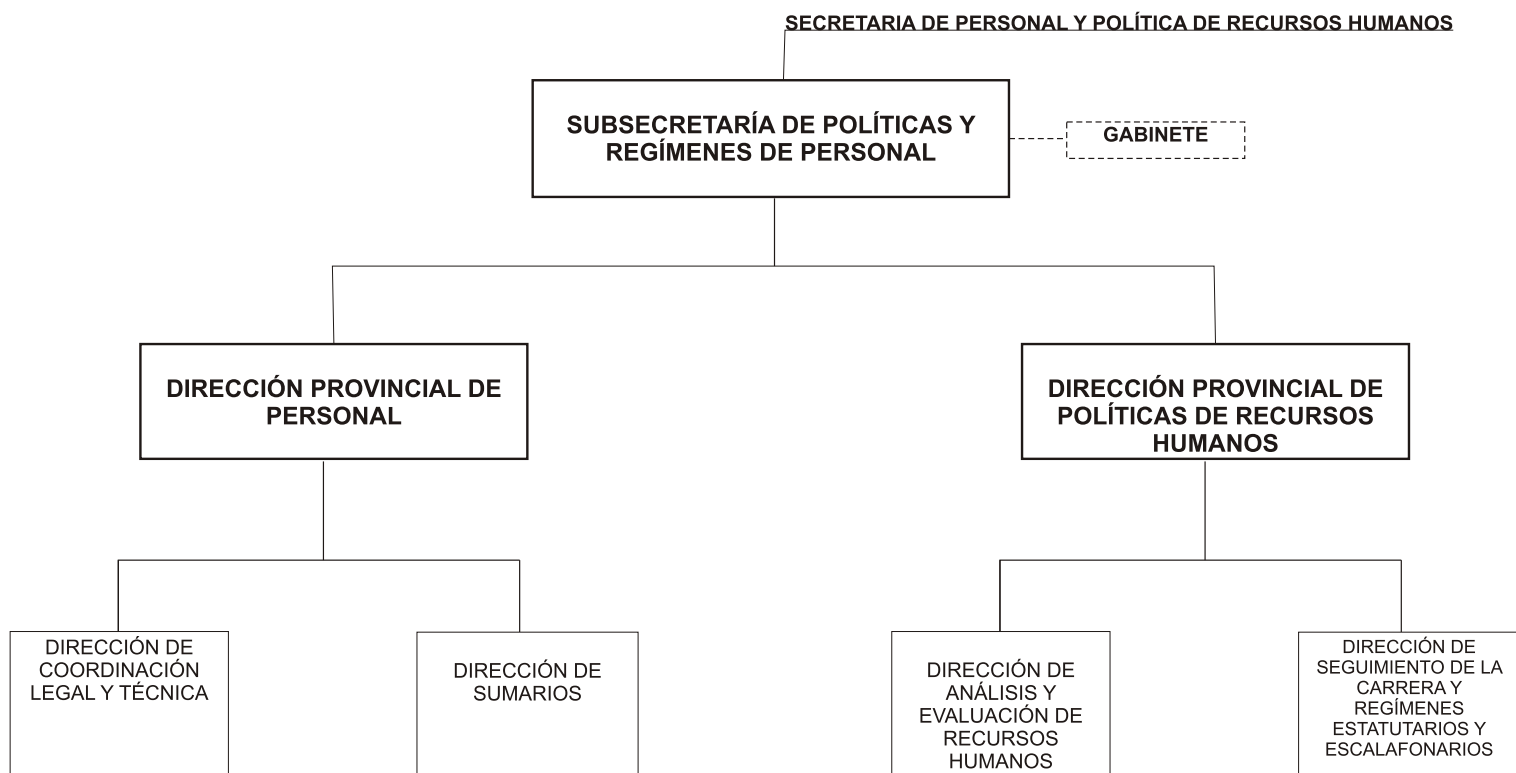 SECRETARIA DE PERSONAL Y POLÍTICA DE RECURSOS HUMANOS
SUBSECRETARÍA DE POLÍTICAS Y
REGÍMENES DE PERSONAL
GABINETE
DIRECCIÓN PROVINCIAL DE
PERSONAL
DIRECCIÓN PROVINCIAL DE
POLÍTICAS DE RECURSOS
HUMANOS
DIRECCIÓN DE
COORDINACIÓN
LEGAL Y TÉCNICA
DIRECCIÓN DE
SUMARIOS
DIRECCIÓN DE
ANÁLISIS Y
EVALUACIÓN DE
RECURSOS
HUMANOS
DIRECCIÓN DE
SEGUIMIENTO DE LA
CARRERA Y
REGÍMENES
ESTATUTARIOS Y
ESCALAFONARIOS